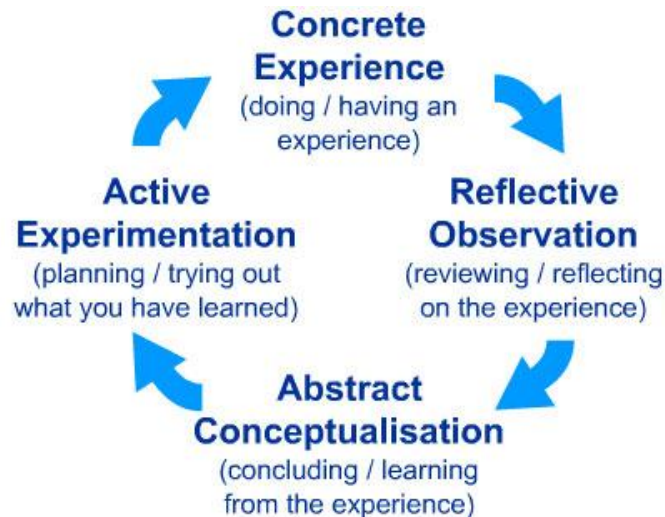 Concrete
Experience
(doing / having an
experience)
Reflective
Observation
(reviewing / reflecting
on the experience)
Abstract
Conceptualisation
(concluding / learning
from the experience)
Active
Experimentation
(planning / trying out
what you have learned)